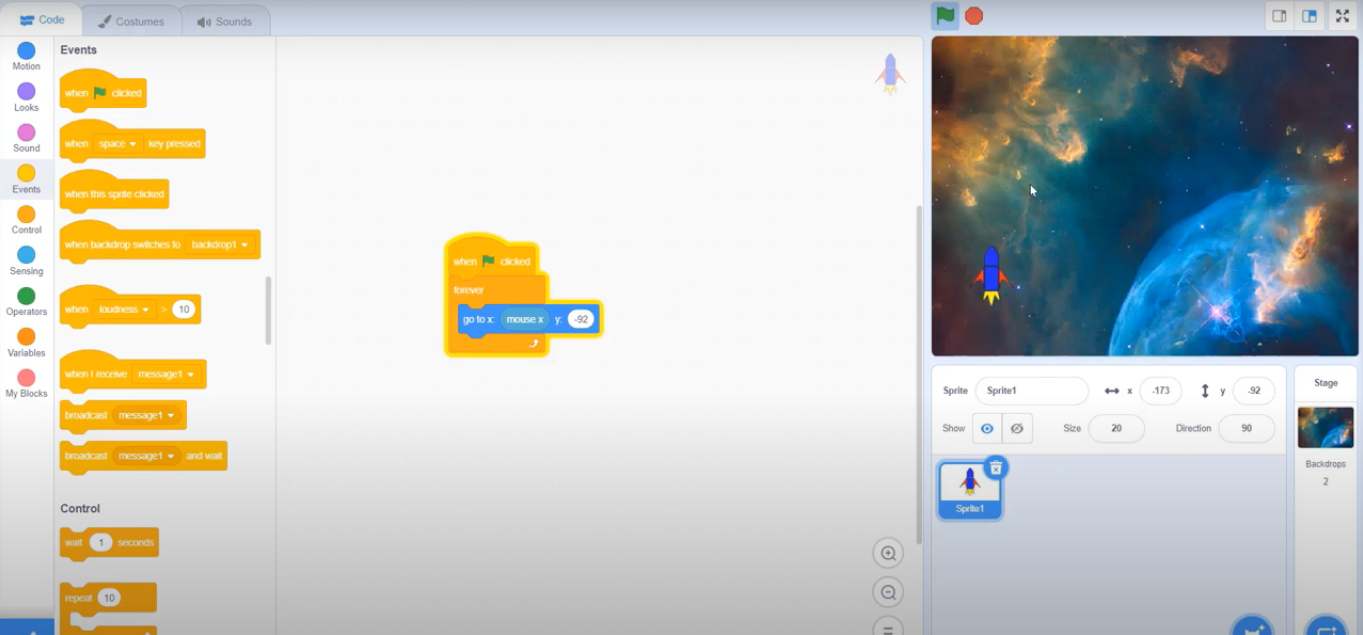 Code
Costumes
Sounds
Motion
Looks
Sound
Events
Control
Sensing
Operators
Variables
My Blocks
Events
when clicked
when space key pressed
when this sprite clicked
when backdrop switches to backdrop1
when loudness > 10
when I receive message1
broadcast message1
broadcast message1 and wait
Control
wait 1 seconds
repeat 10
when clicked
forever
go to x: mouse x y: -92
Sprite Sprite1 x -173 y -92
Show Size 20 Direction 90
Sprite1
Stage
Backdrops
2